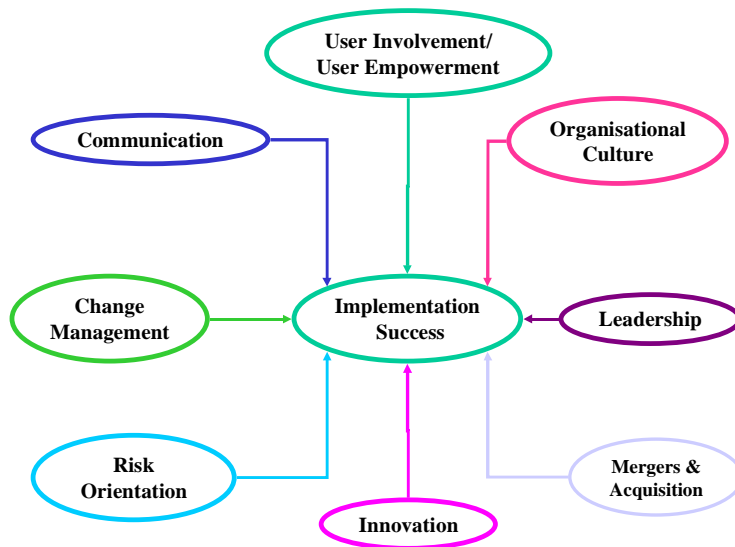 User Involvement/
User Empowerment
Communication
Organisational
Culture
Change
Management
Implementation
Success
Leadership
Risk
Orientation
Mergers &
Acquisition
Innovation